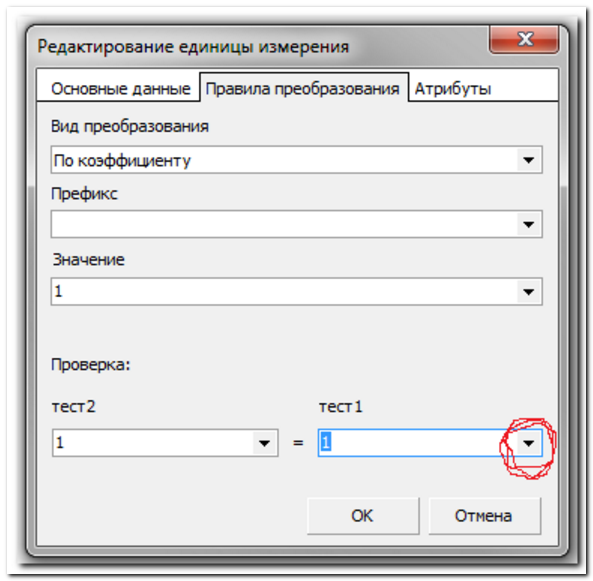 Редактирование единицы измерения
Основные данные Правила преобразования Атрибуты
Вид преобразования
По коэффициенту
Префикс
Значение
1
Проверка:
тест2 тест1
1 = 1
ОК Отмена